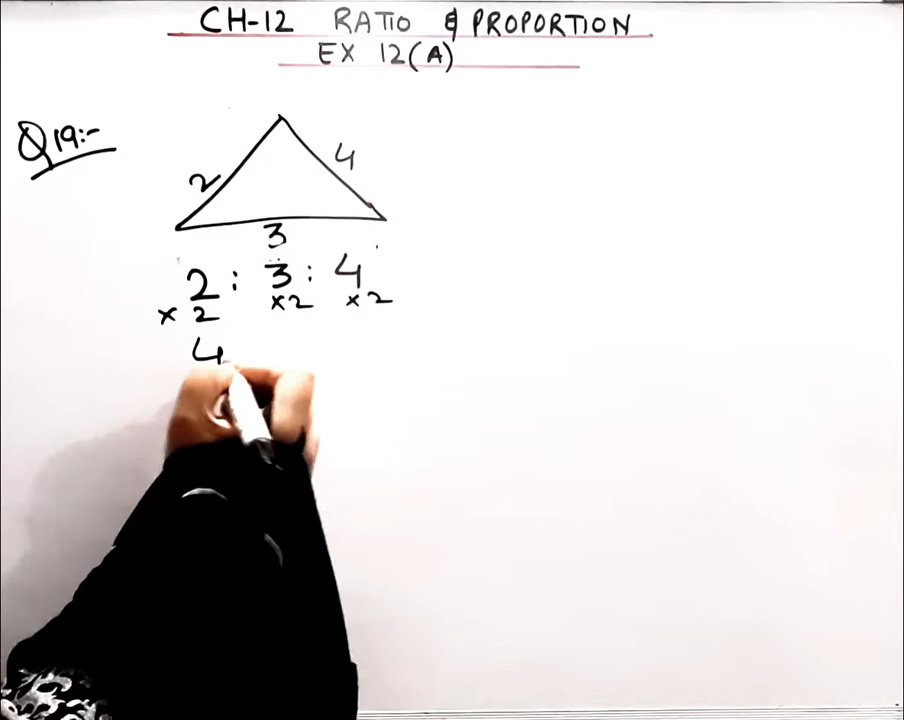 CH-12 RATIO & PROPORTION
EX 12(A)
Q19:-
2
4
3
2 : 3 : 4
× 2 ×2 ×2
4